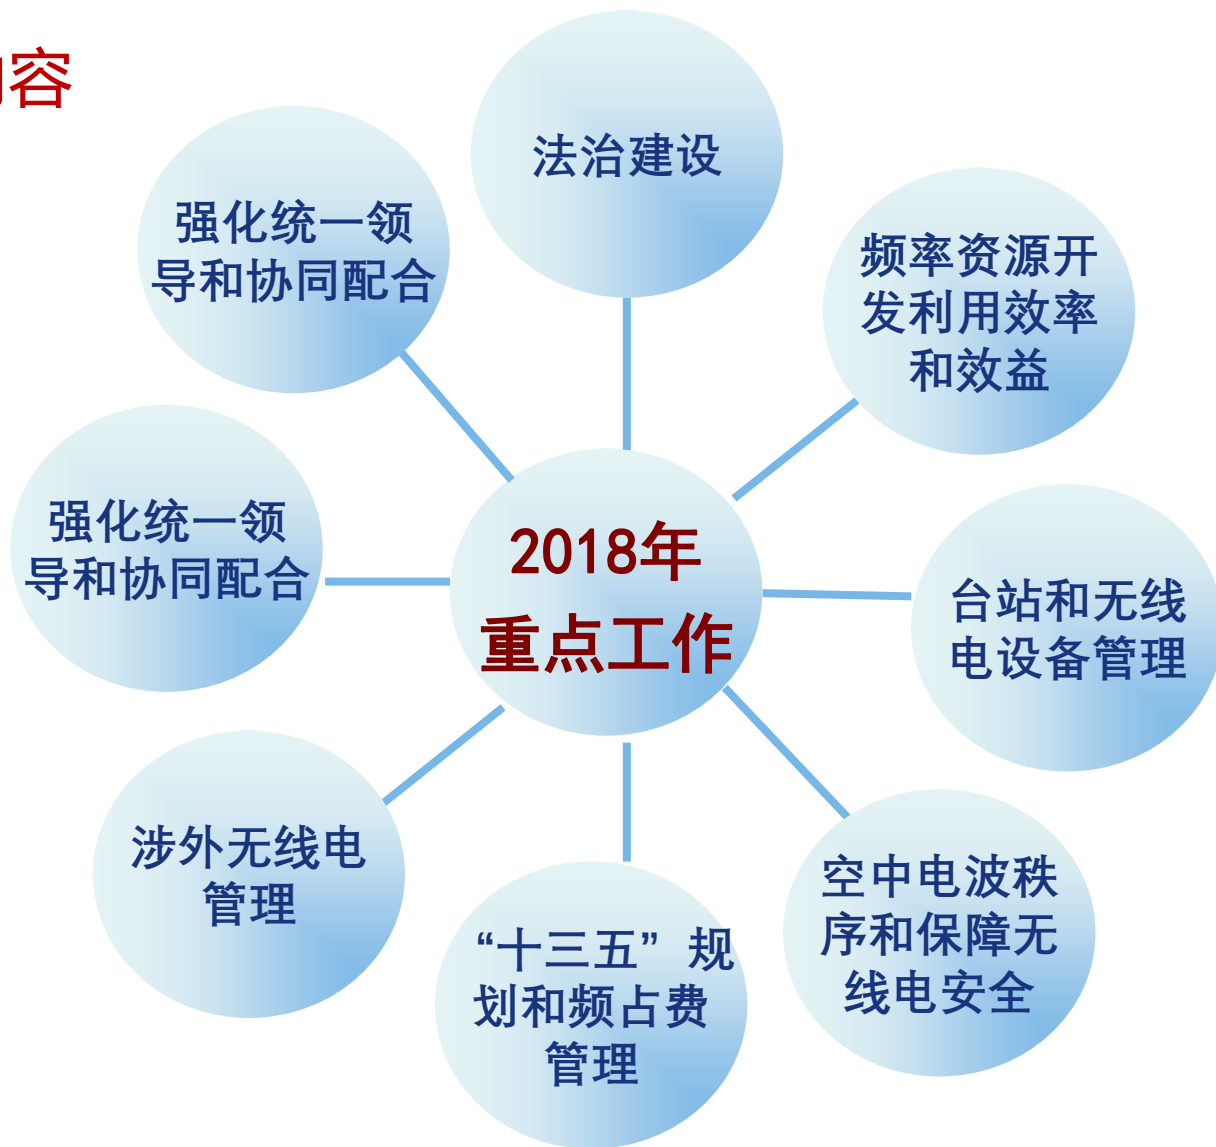 容
法治建设
强化统一领
导和协同配合
频率资源开
发利用效率
和效益
强化统一领
导和协同配合
2018年
重点工作
台站和无线
电设备管理
涉外无线电
管理
空中电波秩
序和保障无
线电安全
“十三五” 规
划和频占费
管理